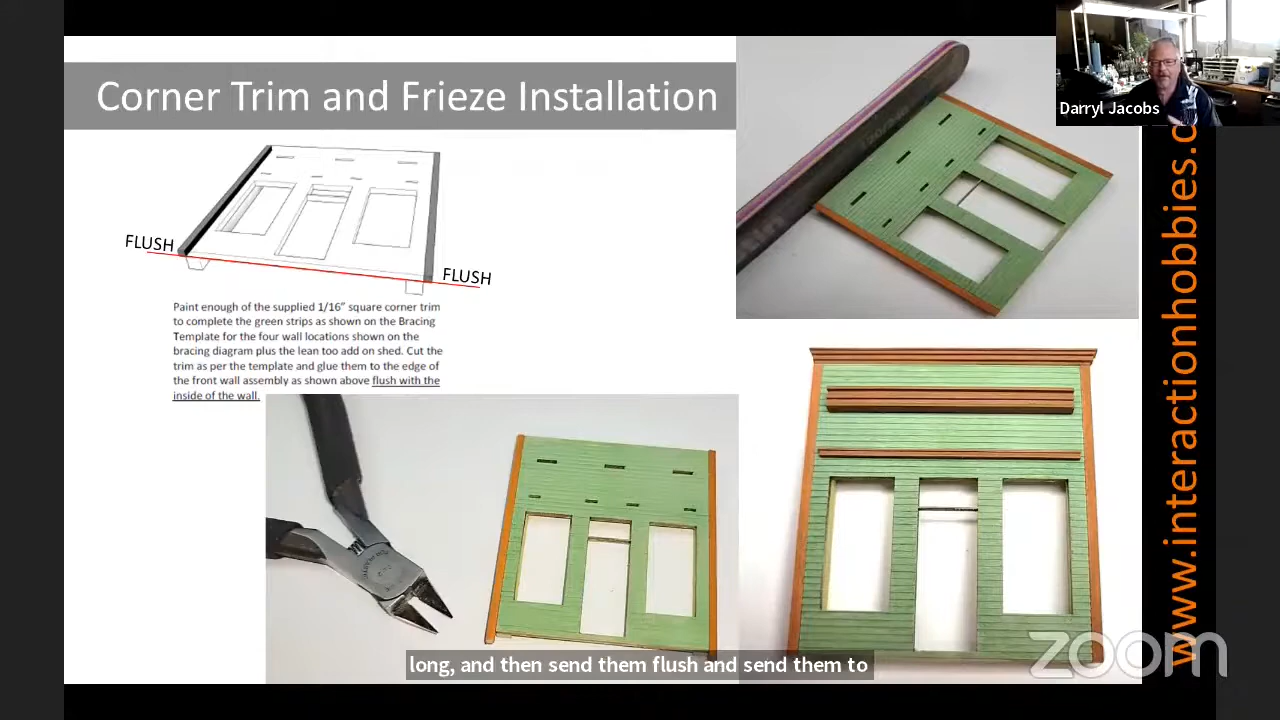 Corner Trim and Frieze Installation
Darryl Jacobs
FLUSH
FLUSH
Paint enough of the supplied 1/16” square corner trim
to complete the green strips as shown on the Bracing
Template for the four wall locations shown on the
bracing diagram plus the lean too add on shed. Cut the
trim as per the template and glue them to the edge of
the front wall assembly as shown above flush with the
inside of the wall.
www.interactionhobbies.c
long, and then send them flush and send them to
zoom